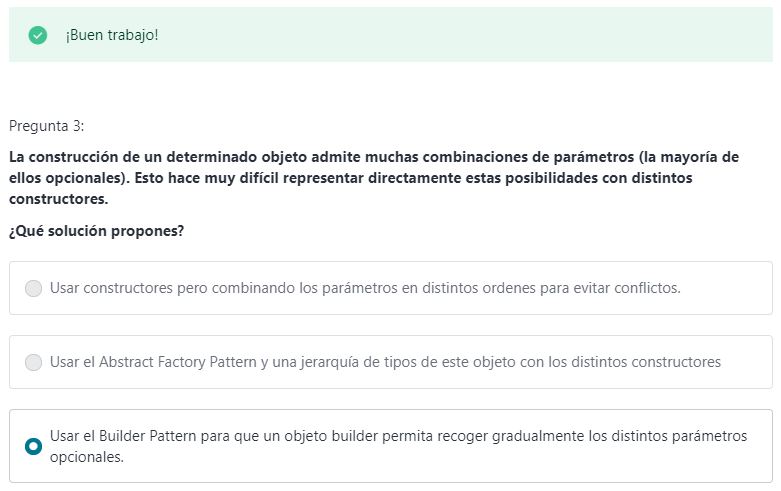 ¡Buen trabajo!
Pregunta 3:
La construcción de un determinado objeto admite muchas combinaciones de parámetros (la mayoría de
ellos opcionales). Esto hace muy difícil representar directamente estas posibilidades con distintos
constructores.
¿Qué solución propones?
Usar constructores pero combinando los parámetros en distintos ordenes para evitar conflictos.
Usar el Abstract Factory Pattern y una jerarquía de tipos de este objeto con los distintos constructores
Usar el Builder Pattern para que un objeto builder permita recoger gradualmente los distintos parámetros
opcionales.